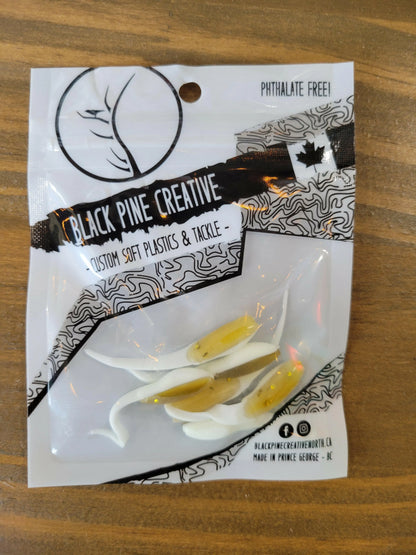 PHTHALATE FREE!
BLACK PINE CREATIVE
- CUSTOM SOFT PLASTICS & TACKLE -
BLACKPINECREATIVENORTH.CA
MADE IN PRINCE GEORGE - BC